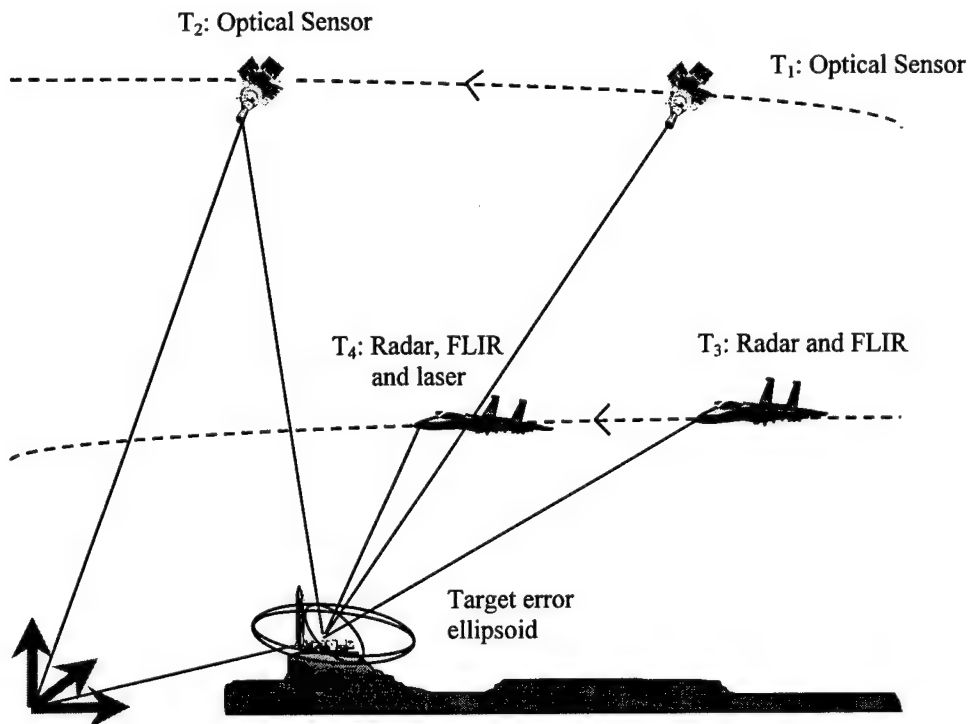 T₂: Optical Sensor
T₁: Optical Sensor
T₄: Radar, FLIR
and laser
T₃: Radar and FLIR
Target error
ellipsoid